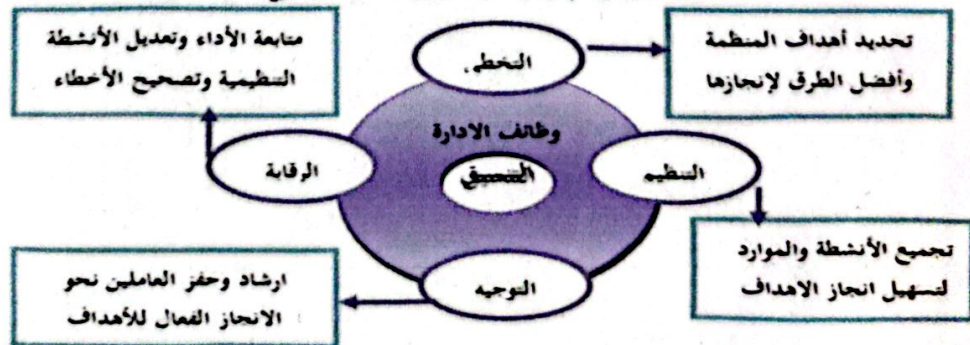 تحديد أهداف المنظمة
وأفضل الطرق لإنجازها
التخطي
متابعة الأداء وتعديل الأنشطة
التنظيمية وتصحيح الأخطاء
وظائف الادارة
التنسيق
التنظيم
الرقابة
تجميع الأنشطة والموارد
لتسهيل انجاز الاهداف
التوجيه
ارشاد وحفز العاملين نحو
الانجاز الفعال للأهداف